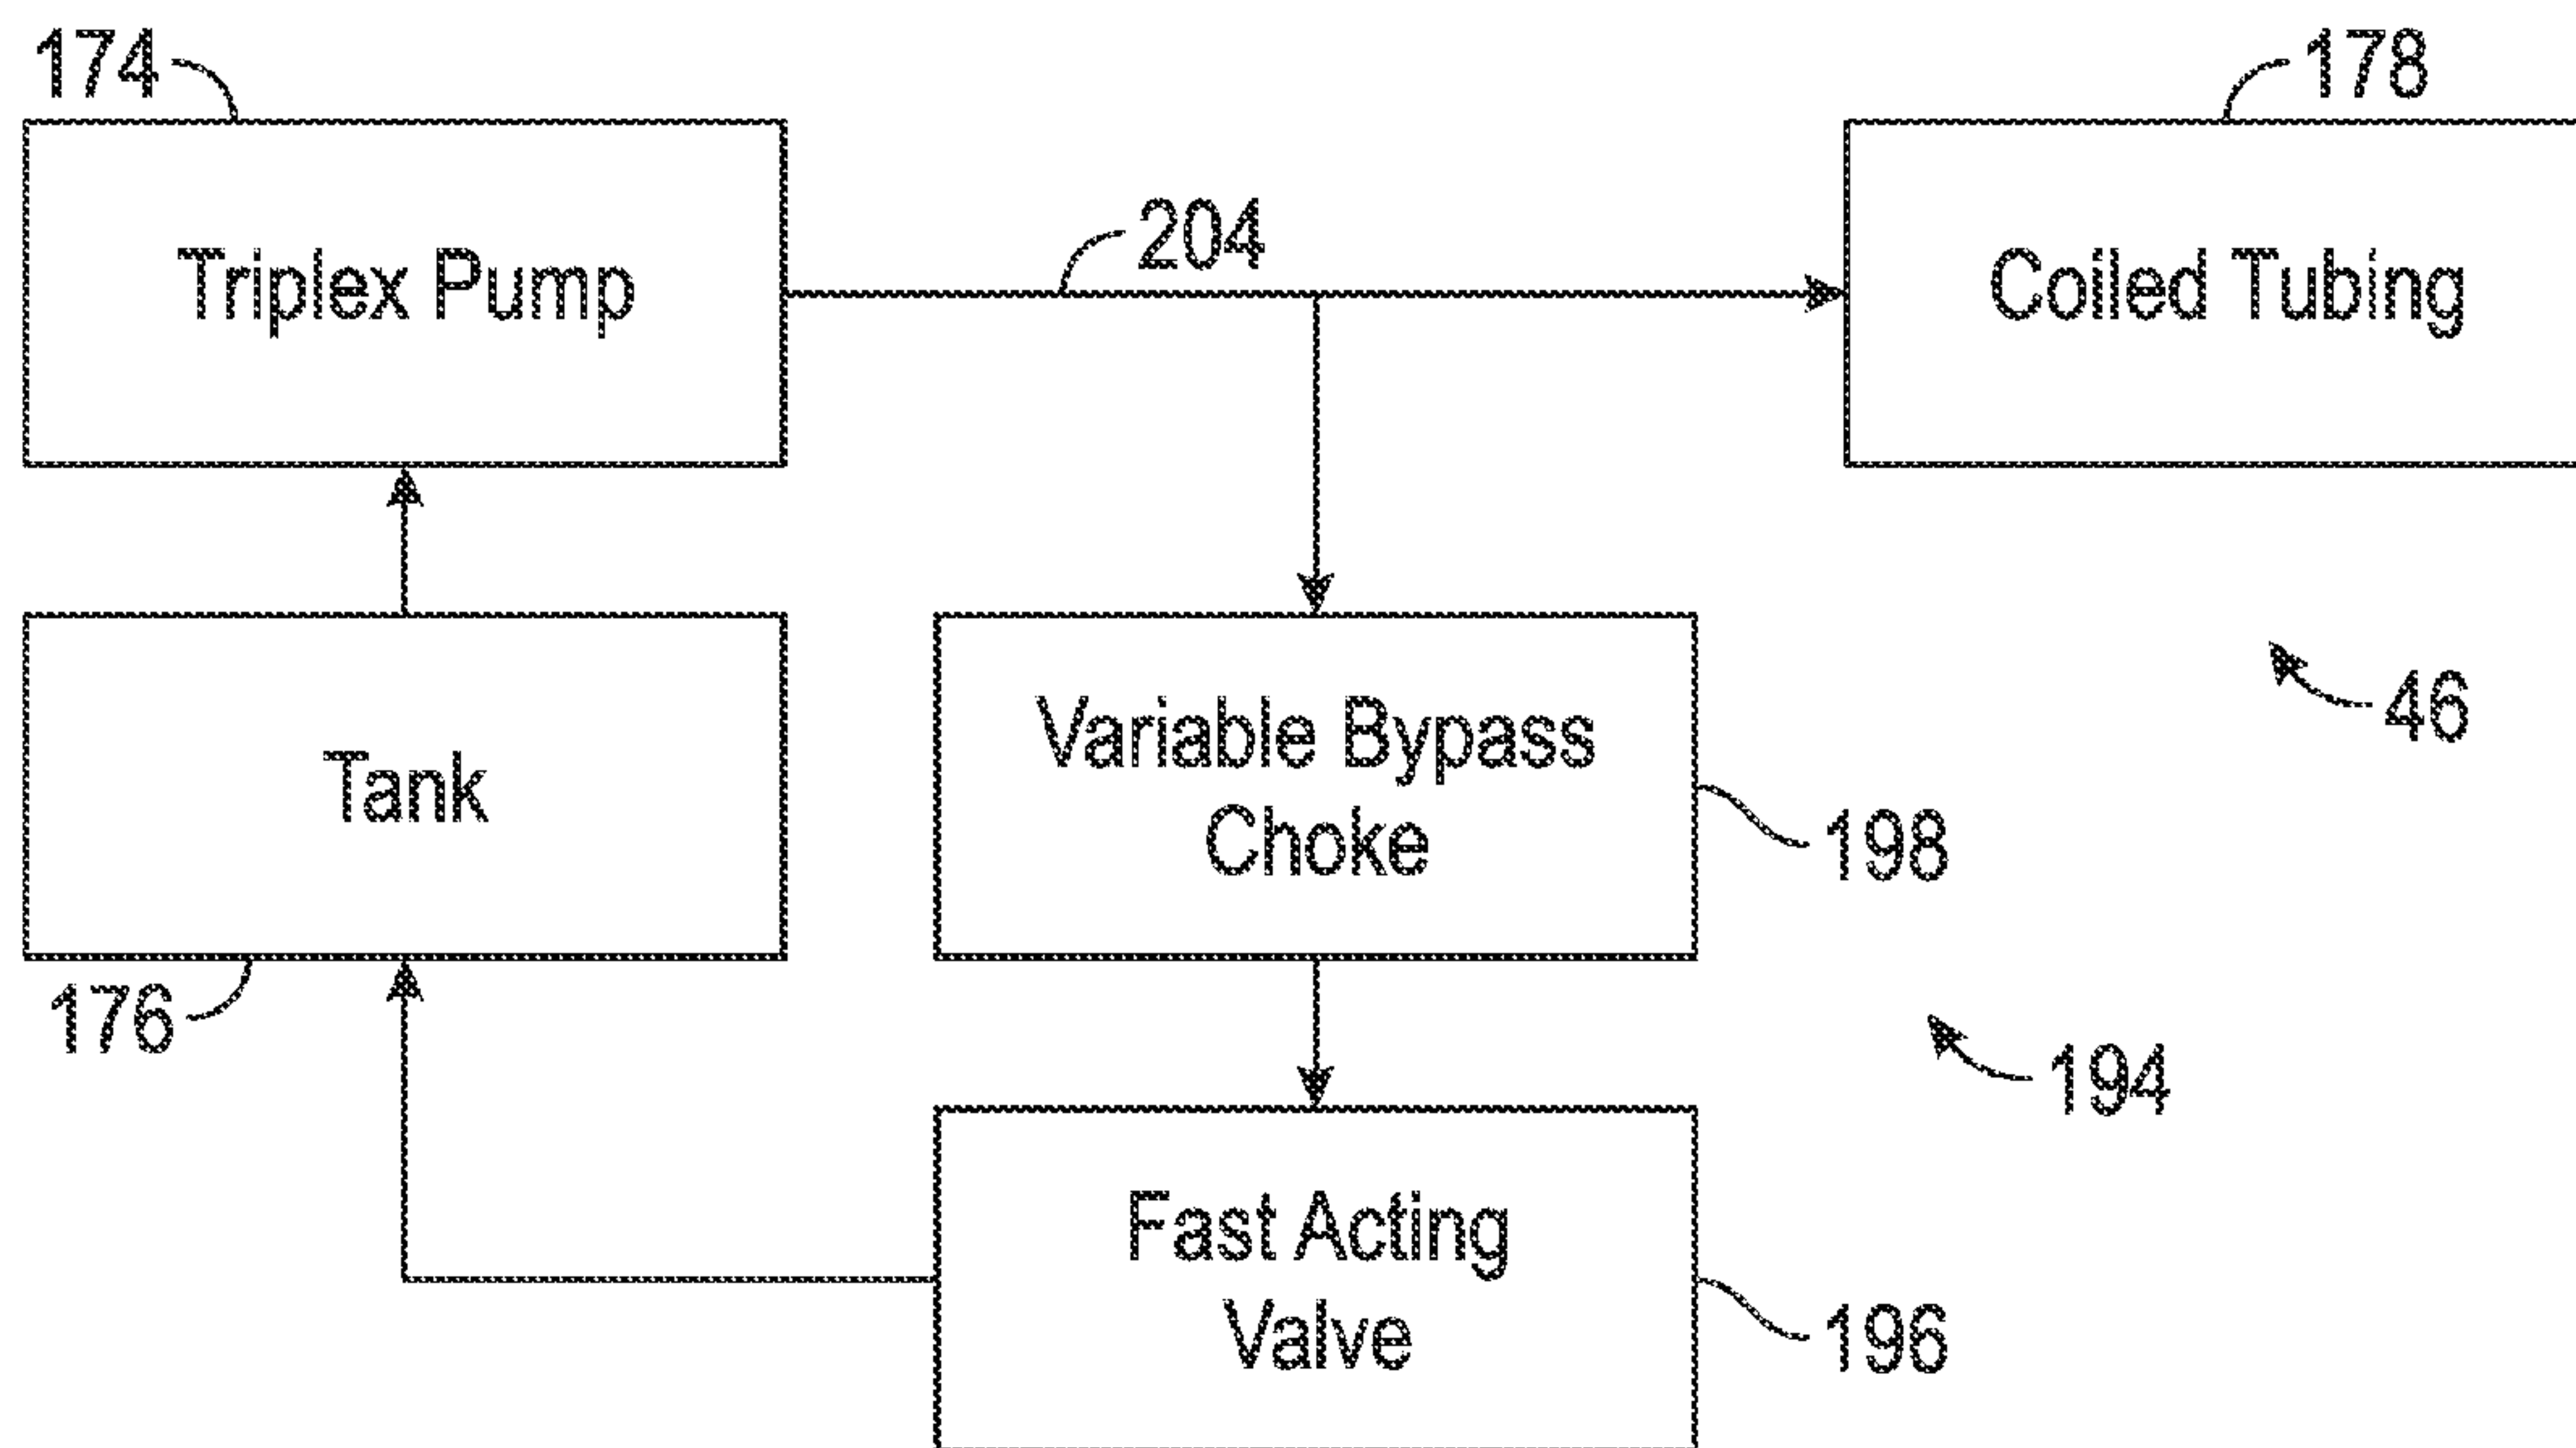 174
178
204
Triplex Pump
Coiled Tubing
46
Variable Bypass
Choke
Tank
198
176
194
Fast Acting
Valve
196